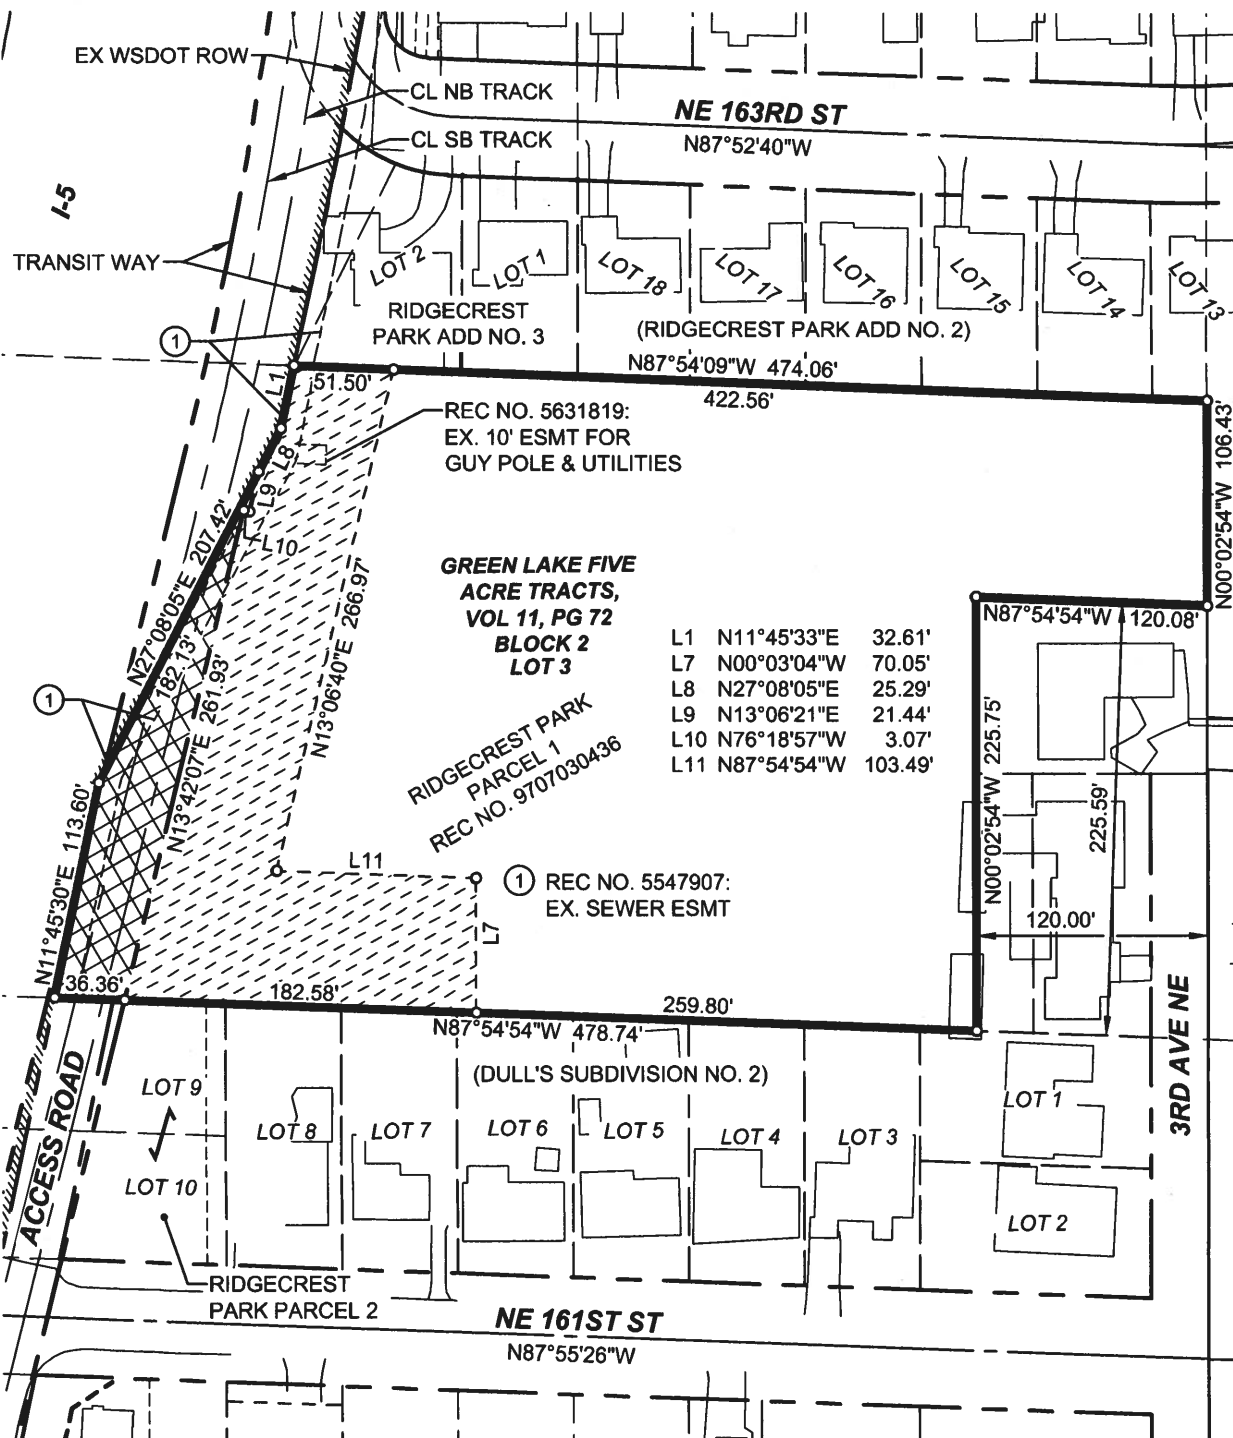 EX WSDOT ROW
CL NB TRACK
CL SB TRACK
NE 163RD ST
N87°52'40"W
I-5
TRANSIT WAY
LOT 2
LOT 1
LOT 18
LOT 17
LOT 16
LOT 15
LOT 14
LOT 13
RIDGECREST
PARK ADD NO. 3
(RIDGECREST PARK ADD NO. 2)
1
N87°54'09"W 474.06'
L1
51.50'
422.56'
REC NO. 5631819:
EX. 10' ESMT FOR
GUY POLE & UTILITIES
N00°02'54"W 106.43'
L8
L9
L10
N27°08'05"E 207.42'
182.13'
N13°42'07"E 261.93'
N13°06'40"E 266.97'
GREEN LAKE FIVE
ACRE TRACTS,
VOL 11, PG 72
BLOCK 2
LOT 3
N87°54'54"W 120.08'
L1 N11°45'33"E 32.61'
L7 N00°03'04"W 70.05'
L8 N27°08'05"E 25.29'
L9 N13°06'21"E 21.44'
L10 N76°18'57"W 3.07'
L11 N87°54'54"W 103.49'
1
RIDGECREST PARK
PARCEL 1
REC NO. 9707030436
N00°02'54"W 225.75'
225.59'
N11°45'30"E 113.60'
L11
1 REC NO. 5547907:
EX. SEWER ESMT
L7
120.00'
36.36'
182.58'
259.80'
N87°54'54"W 478.74'
3RD AVE NE
ACCESS ROAD
(DULL'S SUBDIVISION NO. 2)
LOT 9
LOT 8
LOT 7
LOT 6
LOT 5
LOT 4
LOT 3
LOT 1
LOT 10
LOT 2
RIDGECREST
PARK PARCEL 2
NE 161ST ST
N87°55'26"W